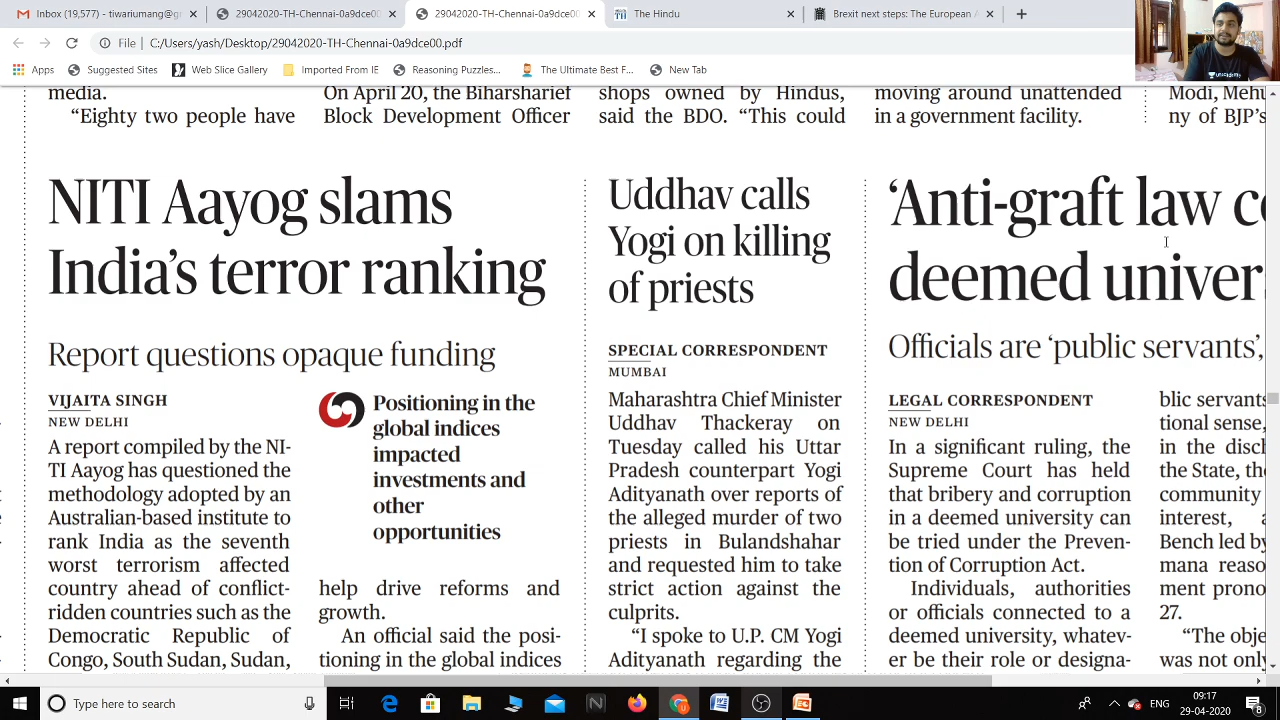 Inbox (19,577) - tiwariumang@g
29042020-TH-Chennai-0a9dce00
29042020-TH-Chennai-0a9dce00
The Hindu
Brexit next steps: The European A
File
C:/Users/yash/Desktop/29042020-TH-Chennai-0a9dce00.pdf
Apps
Suggested Sites
Web Slice Gallery
Imported From IE
Reasoning Puzzles...
The Ultimate Best F...
New Tab
media.
“Eighty two people have
On April 20, the Biharsharief
Block Development Officer
shops owned by Hindus,
said the BDO. “This could
moving around unattended
in a government facility.
Modi, Mehu
ny of BJP’s
NITI Aayog slams
India’s terror ranking
Report questions opaque funding
VIJAITA SINGH
NEW DELHI
A report compiled by the NI-
TI Aayog has questioned the
methodology adopted by an
Australian-based institute to
rank India as the seventh
worst terrorism affected
country ahead of conflict-
ridden countries such as the
Democratic Republic of
Congo, South Sudan, Sudan,
Positioning in the
global indices
impacted
investments and
other
opportunities
help drive reforms and
growth.
An official said the posi-
tioning in the global indices
Uddhav calls
Yogi on killing
of priests
SPECIAL CORRESPONDENT
MUMBAI
Maharashtra Chief Minister
Uddhav Thackeray on
Tuesday called his Uttar
Pradesh counterpart Yogi
Adityanath over reports of
the alleged murder of two
priests in Bulandshahar
and requested him to take
strict action against the
culprits.
“I spoke to U.P. CM Yogi
Adityanath regarding the
‘Anti-graft law co
deemed univer
Officials are ‘public servants’,
LEGAL CORRESPONDENT
NEW DELHI
In a significant ruling, the
Supreme Court has held
that bribery and corruption
in a deemed university can
be tried under the Preven-
tion of Corruption Act.
Individuals, authorities
or officials connected to a
deemed university, whatev-
er be their role or designa-
blic servants
tional sense,
in the disch
the State, the
community
interest, a
Bench led by
mana reaso
ment prono
27.
“The obje
was not only
Type here to search
ENG
09:17
29-04-2020